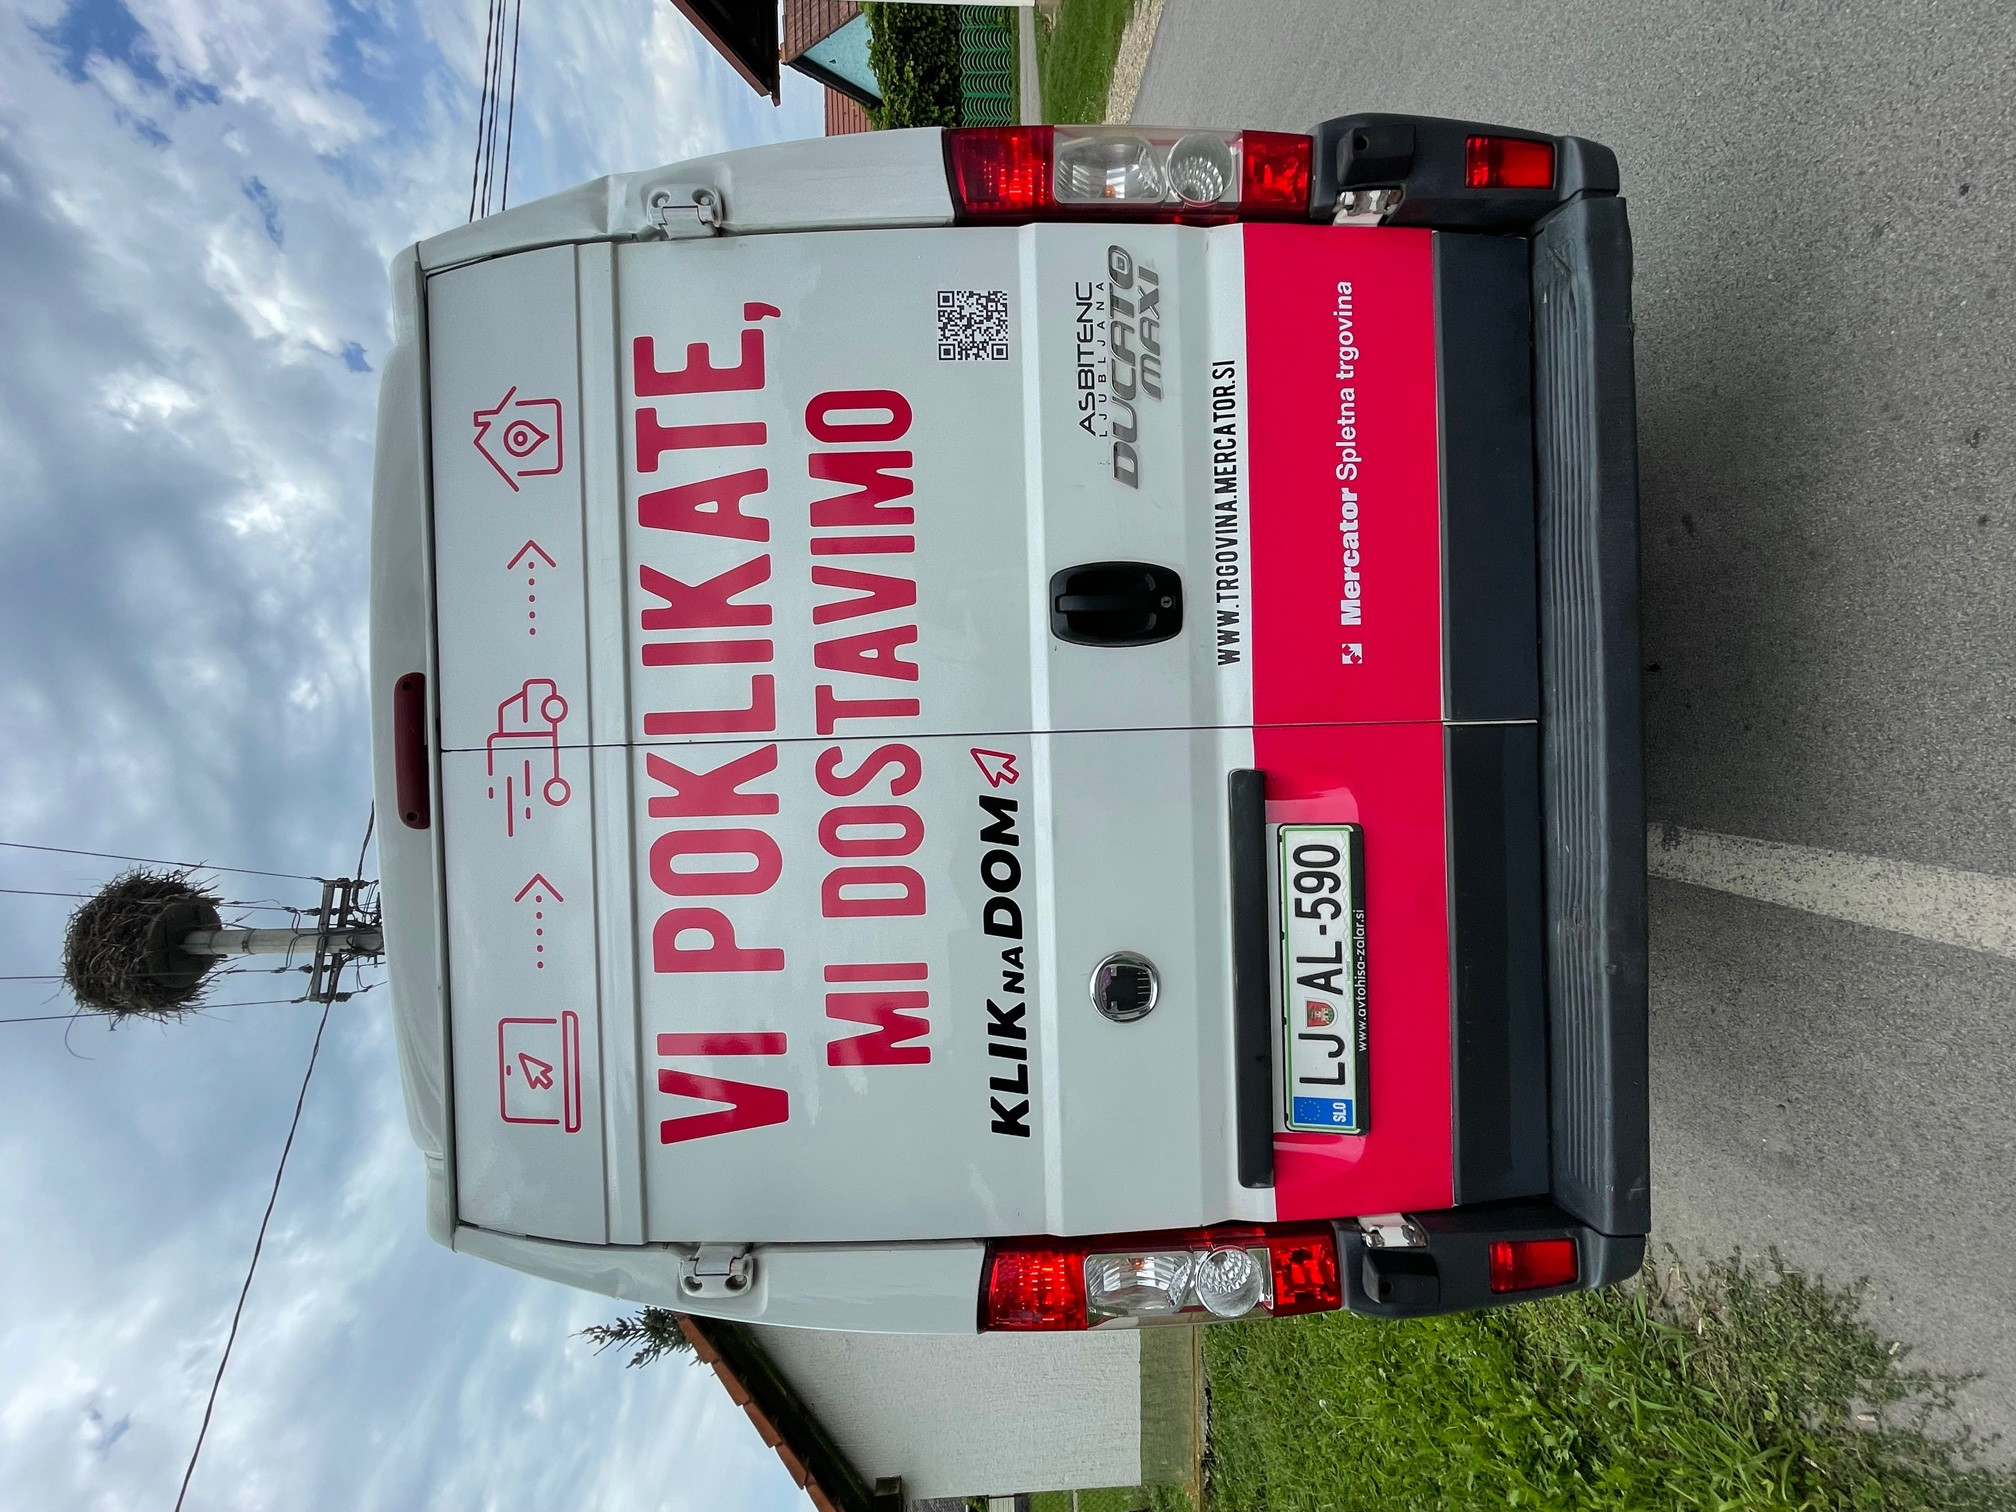 VI POKLIKATE,
MI DOSTAVIMO
KLIK NA DOM
ASBITENC
LJUBLJANA
DUCATO
MAXI
WWW.TRGOVINA.MERCATOR.SI
Mercator Spletna trgovina
SLO LJ AL-590
www.avtohisa-zalar.si